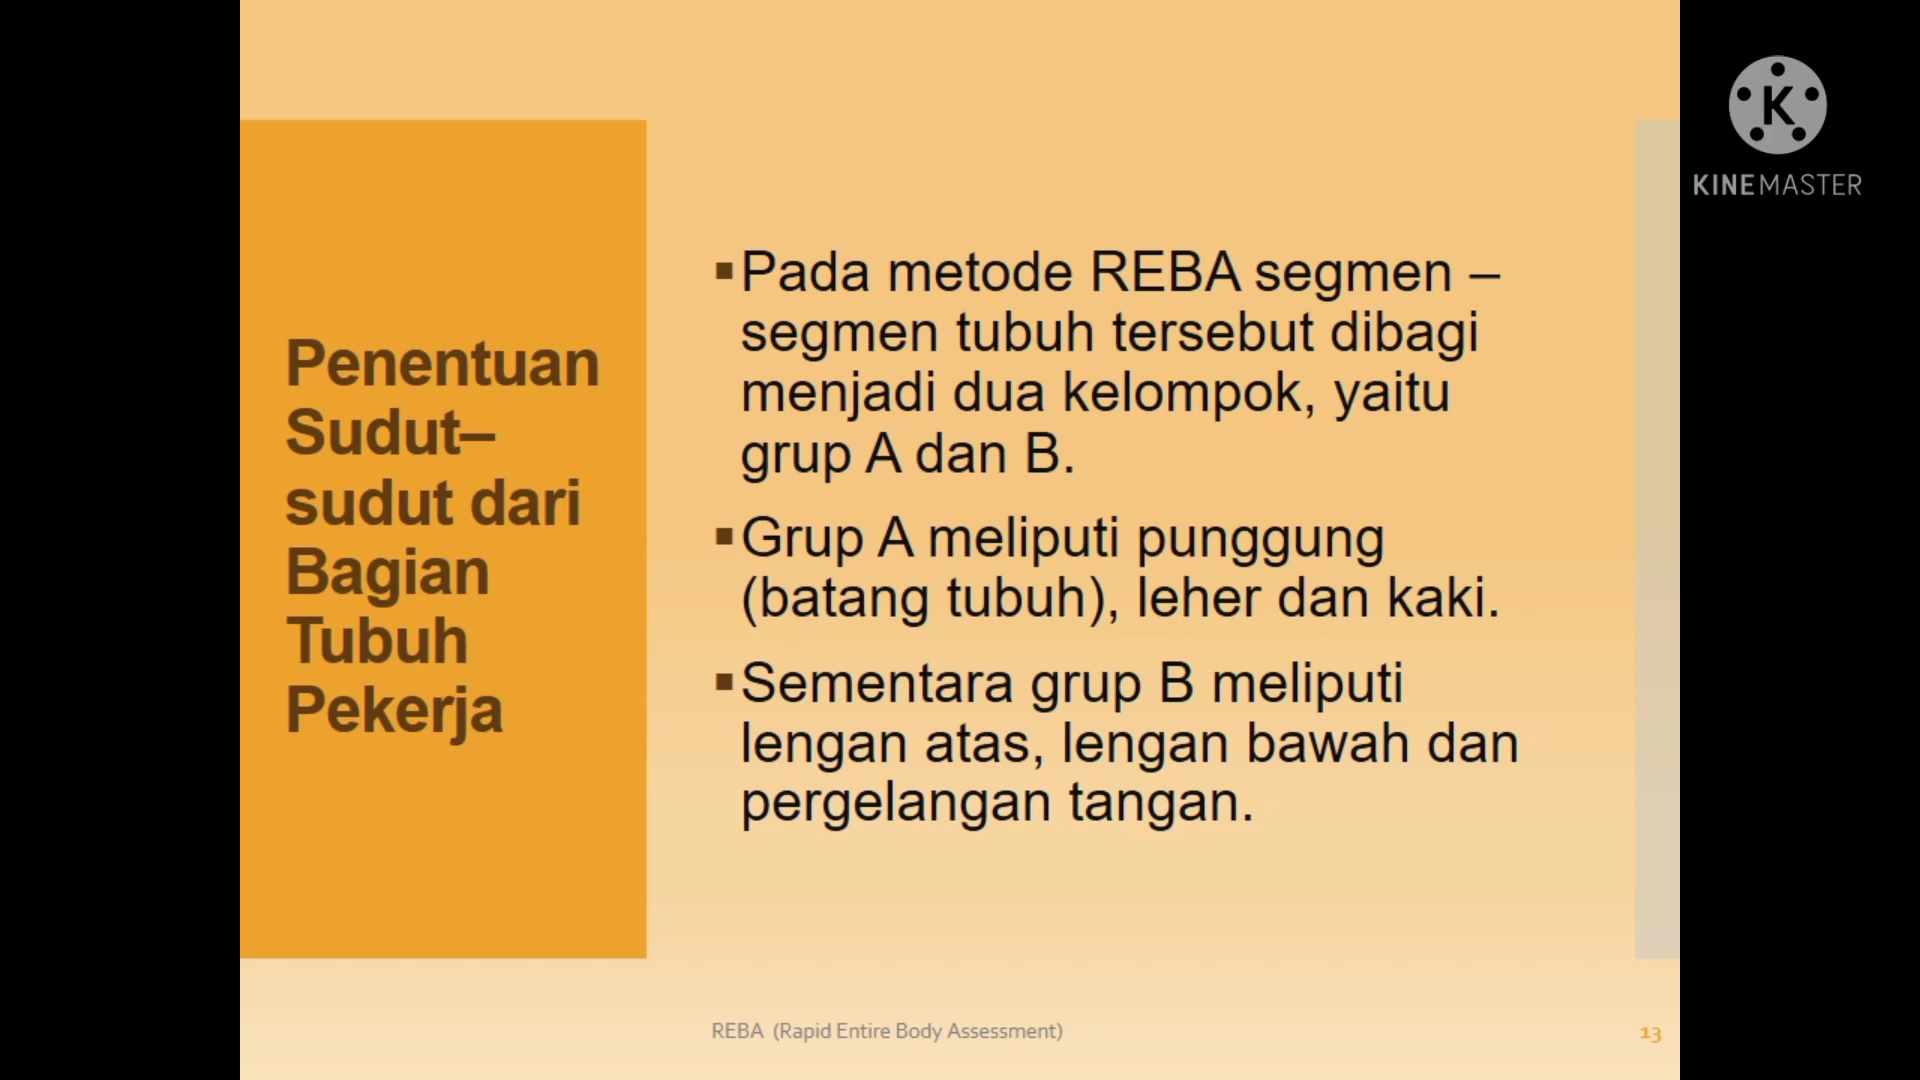 Penentuan
Sudut–
sudut dari
Bagian
Tubuh
Pekerja
▪Pada metode REBA segmen –
segmen tubuh tersebut dibagi
menjadi dua kelompok, yaitu
grup A dan B.
▪Grup A meliputi punggung
(batang tubuh), leher dan kaki.
▪Sementara grup B meliputi
lengan atas, lengan bawah dan
pergelangan tangan.
REBA (Rapid Entire Body Assessment)
13
K
KINEMASTER